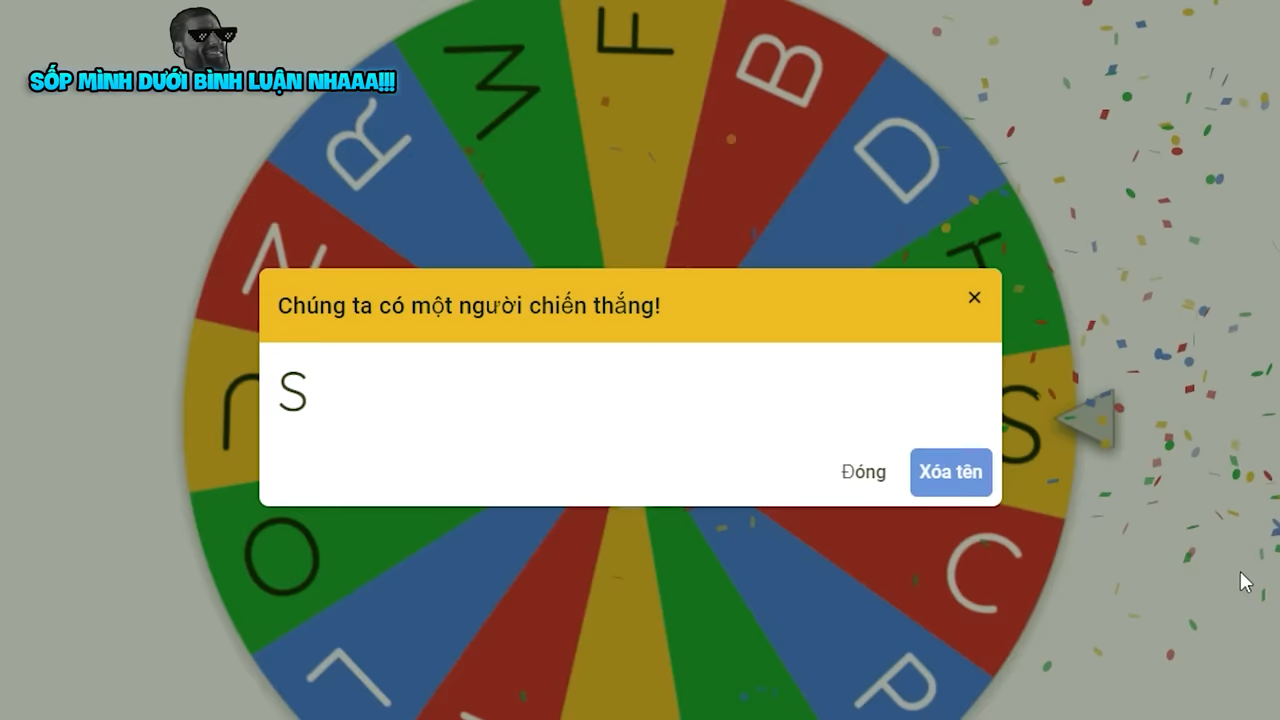 SỐP MÌNH DƯỚI BÌNH LUẬN NHAAA!!!
F
B
D
W
R
N
O
L
C
P
S
Chúng ta có một người chiến thắng!
×
S
Đóng
Xóa tên